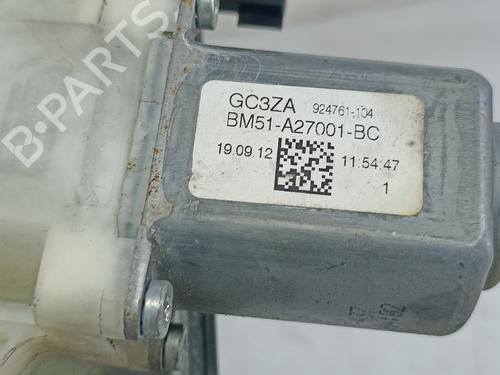 B-PARTS
GC3ZA 924761-104
BM51-A27001-BC
19.09.12 11:54:47
1